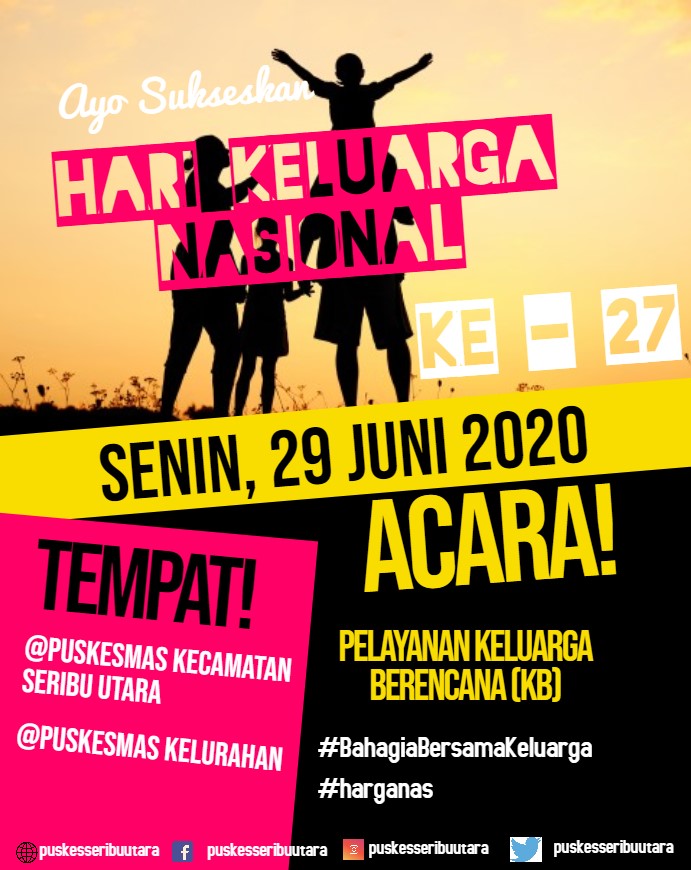 Ayo Sukseskan
HARI KELUARGA
NASIONAL
KE - 27
SENIN, 29 JUNI 2020
ACARA!
TEMPAT!
@PUSKESMAS KECAMATAN
SERIBU UTARA
@PUSKESMAS KELURAHAN
PELAYANAN KELUARGA
BERENCANA (KB)
#BahagiaBersamaKeluarga
#harganas
puskesseribuutara puskesseribuutara puskesseribuutara puskesseribuutara